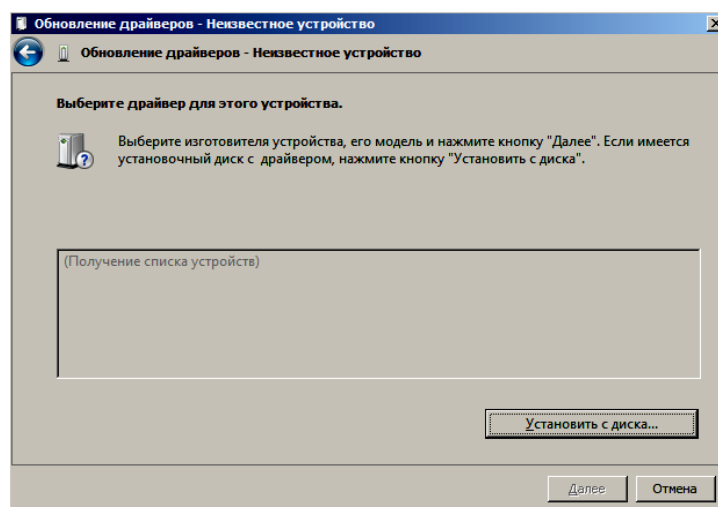 Обновление драйверов - Неизвестное устройство
Обновление драйверов - Неизвестное устройство
Выберите драйвер для этого устройства.
Выберите изготовителя устройства, его модель и нажмите кнопку "Далее". Если имеется
установочный диск с драйвером, нажмите кнопку "Установить с диска".
(Получение списка устройств)
Установить с диска...
Далее
Отмена